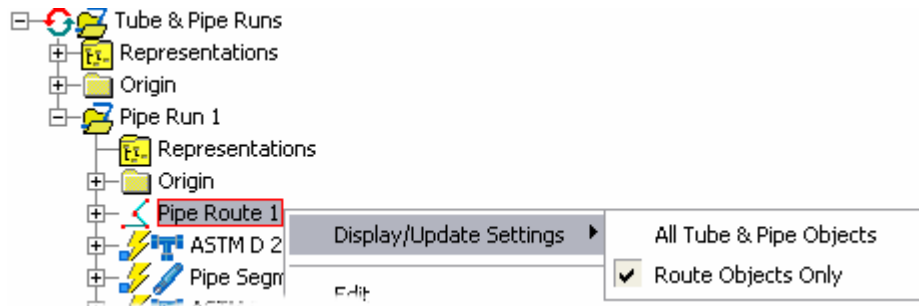 Tube & Pipe Runs
Representations
Origin
Pipe Run 1
Representations
Origin
Pipe Route 1
Display/Update Settings
All Tube & Pipe Objects
ASTM D 2
Route Objects Only
Pipe Segm
Edit